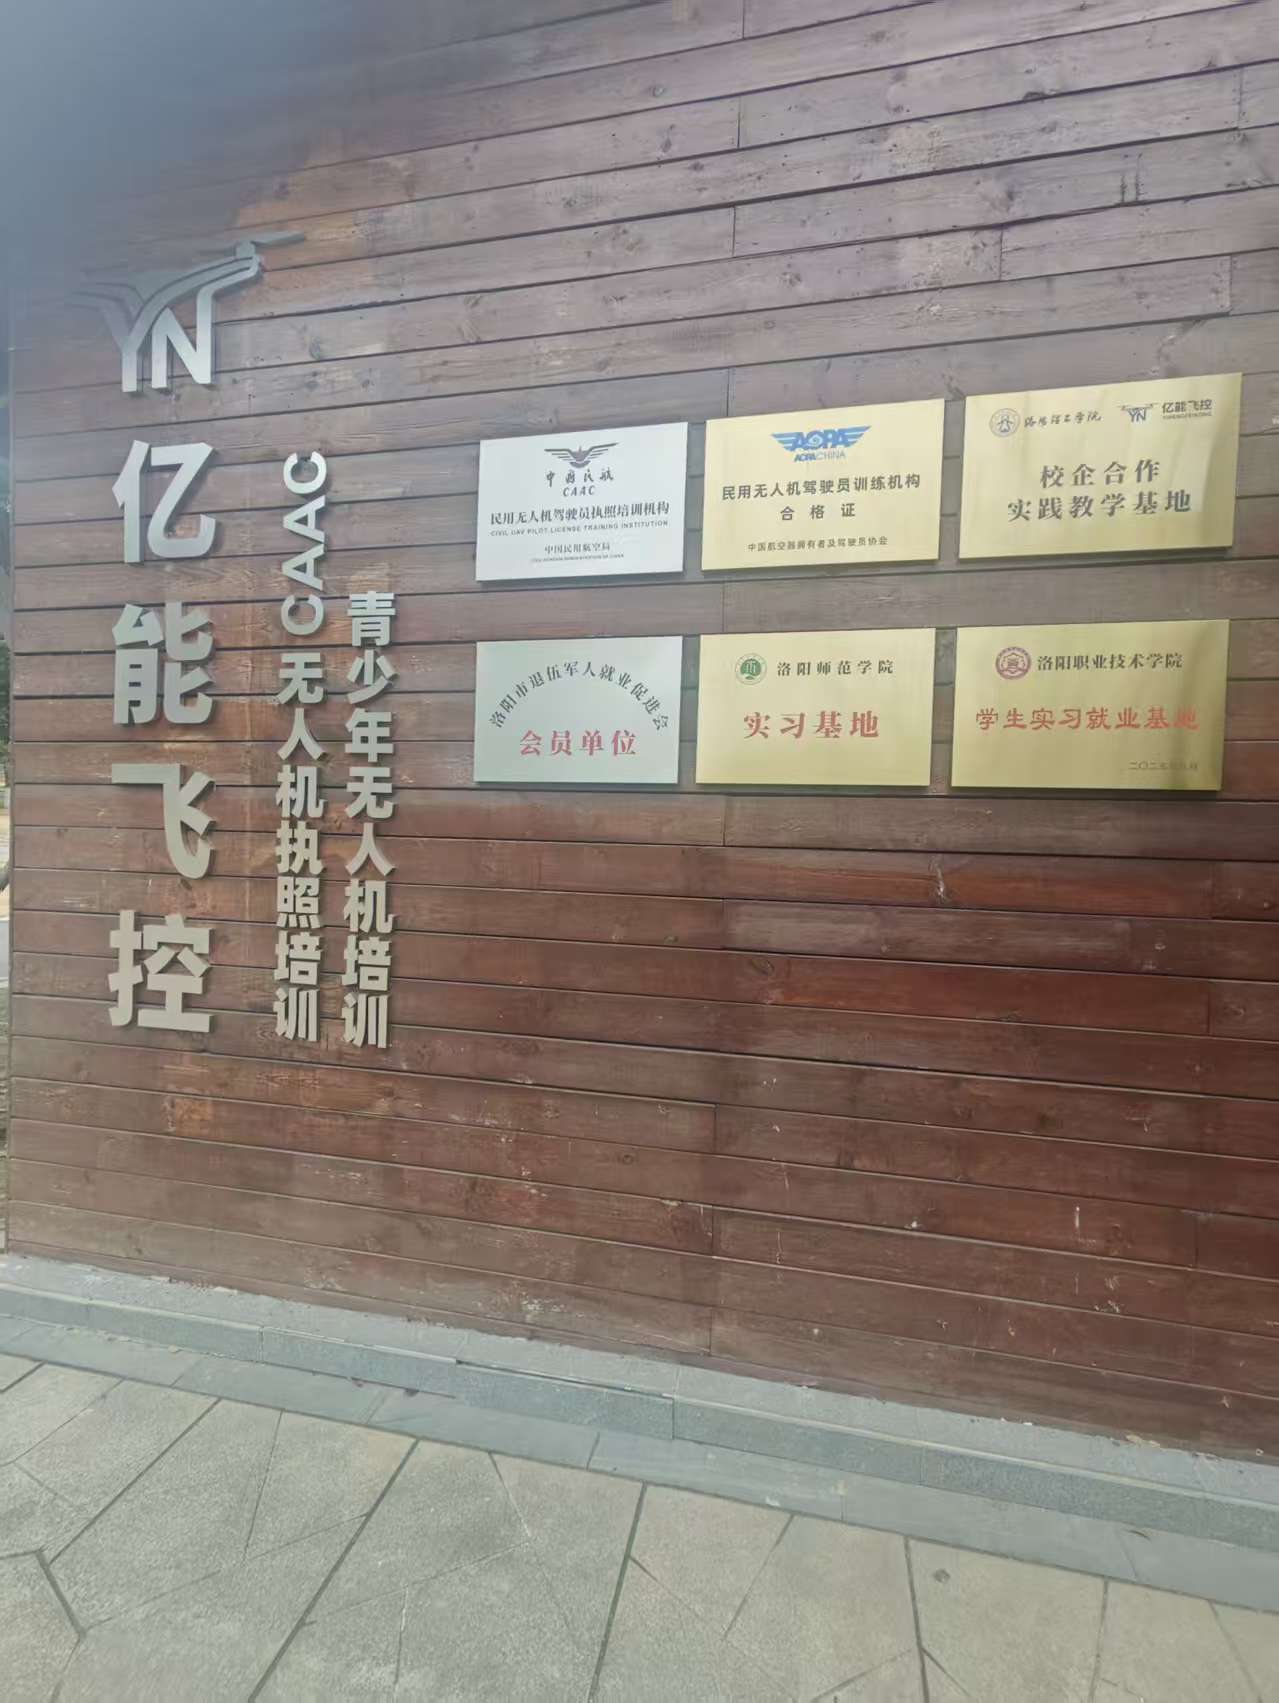 YN
亿能飞控
CAAC无人机执照培训
青少年无人机培训
中国民航
CAAC
民用无人机驾驶员执照培训机构
CIVIL UAV PILOT LICENSE TRAINING INSTITUTION
中国民用航空局
AOPA
AOPA CHINA
民用无人机驾驶员训练机构
合格证
中国航空器拥有者及驾驶员协会
洛阳理工学院
YN 亿能飞控
校企合作
实践教学基地
洛阳市退伍军人就业促进会
会员单位
洛阳师范学院
实习基地
洛阳职业技术学院
学生实习就业基地